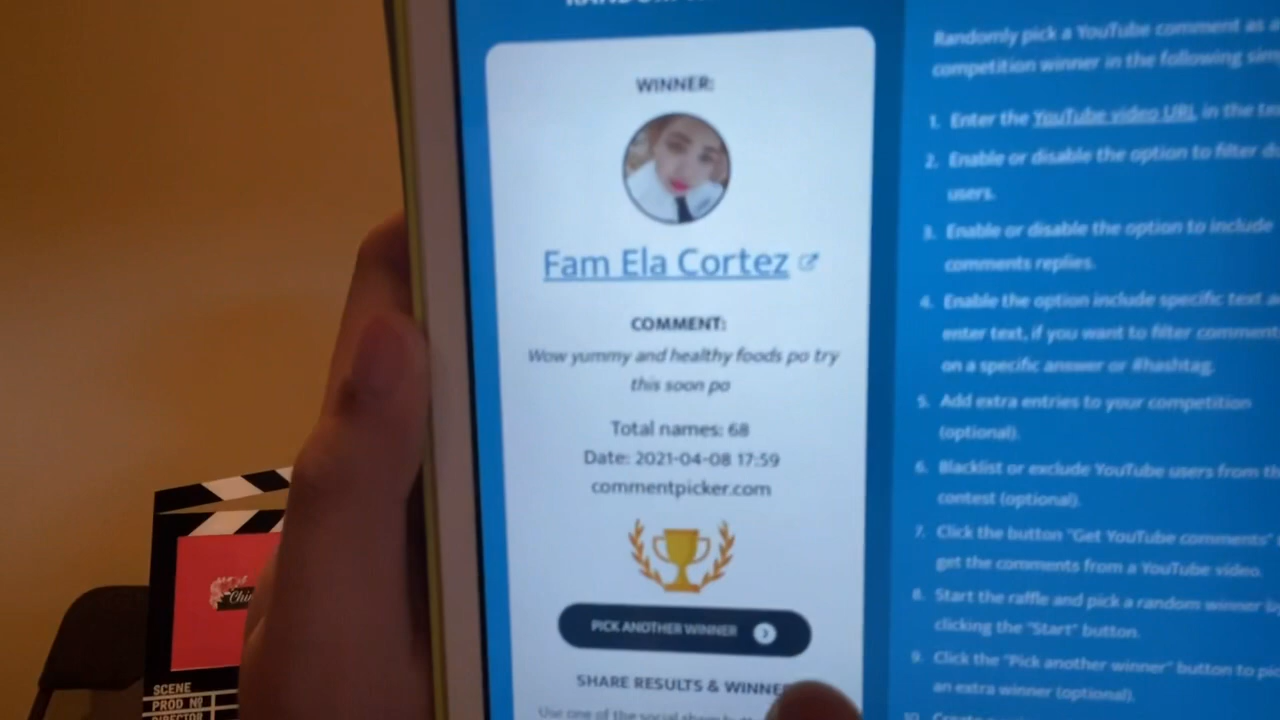 WINNER:
Fam Ela Cortez
COMMENT:
Wow yummy and healthy foods po try
this soon po
Total names: 68
Date: 2021-04-08 17:59
commentpicker.com
PICK ANOTHER WINNER
SHARE RESULTS &
Use one of the social
Randomly pick a YouTube comment as
competition winner in the following
1. Enter the YouTube video URL in the
2. Enable or disable the option to filter
users.
3. Enable or disable the option to include
comments replies.
4. Enable the option include specific text
enter text, if you want to filter
on a specific answer or #hashtag.
5. Add extra entries to your competition
(optional).
6. Blacklist or exclude YouTube users from
contest (optional).
7. Click the button "Get YouTube comments"
get the comments from a YouTube video.
8. Start the raffle and pick a random winner
clicking the "Start" button.
9. Click the "Pick another winner" button to
an extra winner (optional).
SCENE
PROD Nº
DIRECTOR